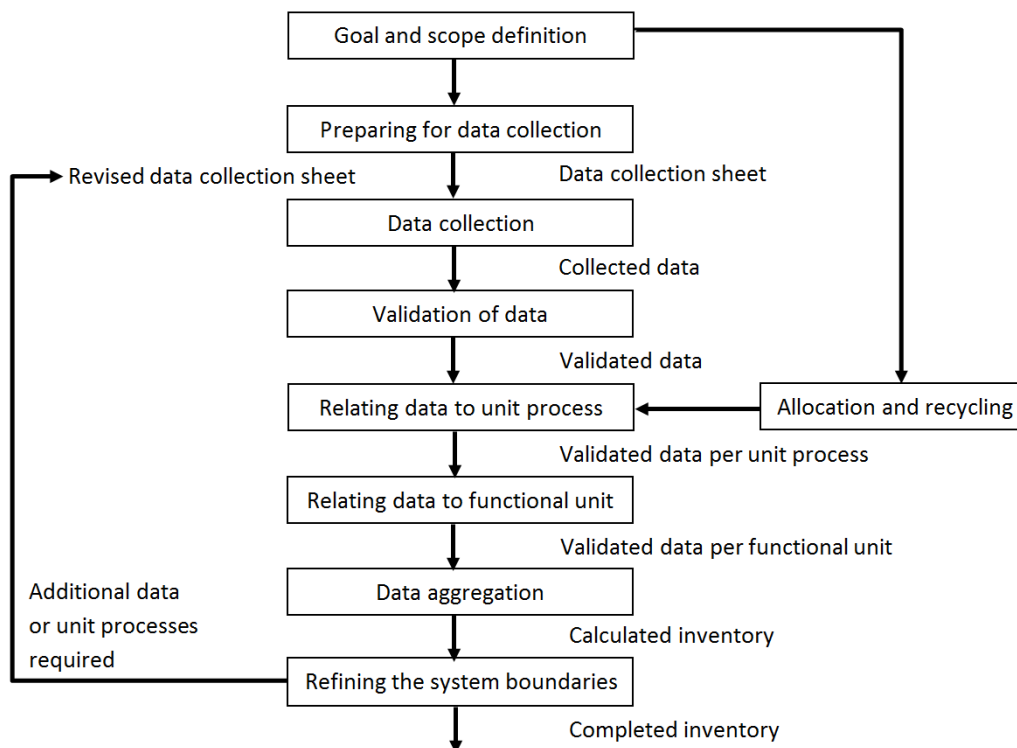 Goal and scope definition
Preparing for data collection
Revised data collection sheet
Data collection sheet
Data collection
Collected data
Validation of data
Validated data
Relating data to unit process
Allocation and recycling
Validated data per unit process
Relating data to functional unit
Validated data per functional unit
Additional data
or unit processes
required
Data aggregation
Calculated inventory
Refining the system boundaries
Completed inventory